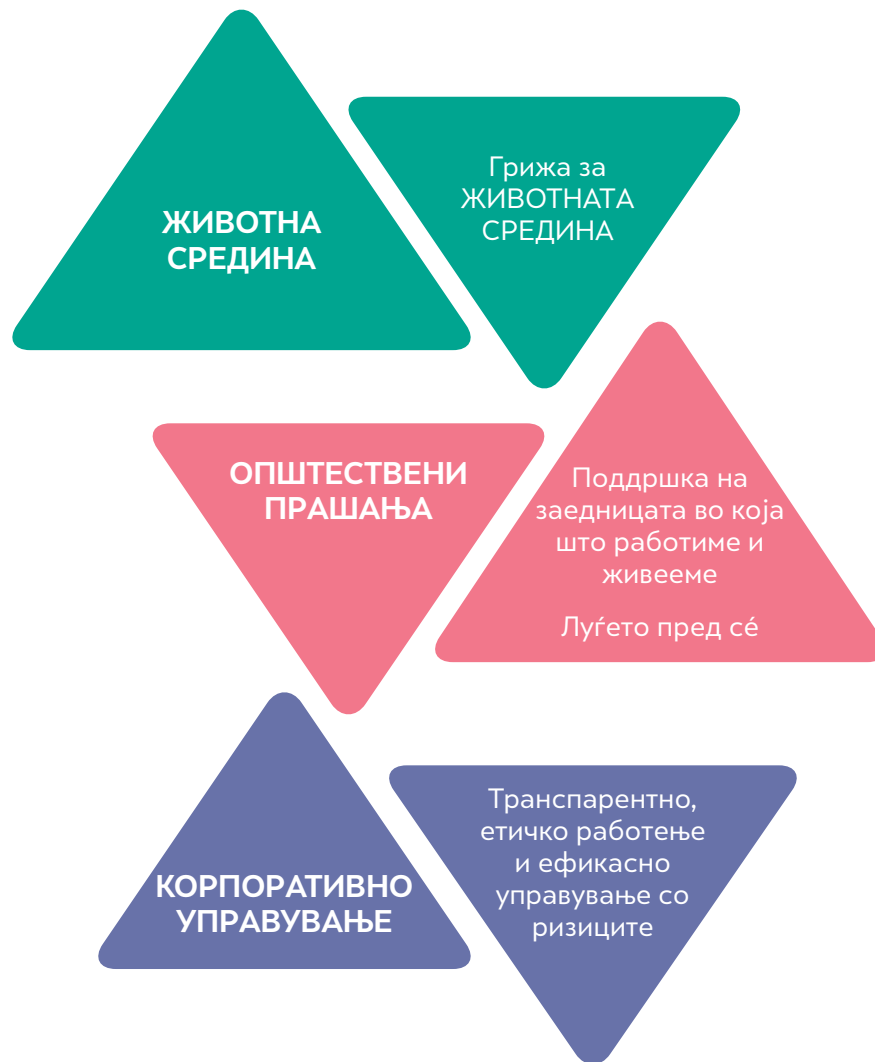 ЖИВОТНА
СРЕДИНА
Грижа за
ЖИВОТНАТА
СРЕДИНА
ОПШТЕСТВЕНИ
ПРАШАЊА
Поддршка на
заедницата во која
што работиме и
живееме
Луѓето пред сé
КОРПОРАТИВНО
УПРАВУВАЊЕ
Транспарентно,
етичко работење
и ефикасно
управување со
ризиците